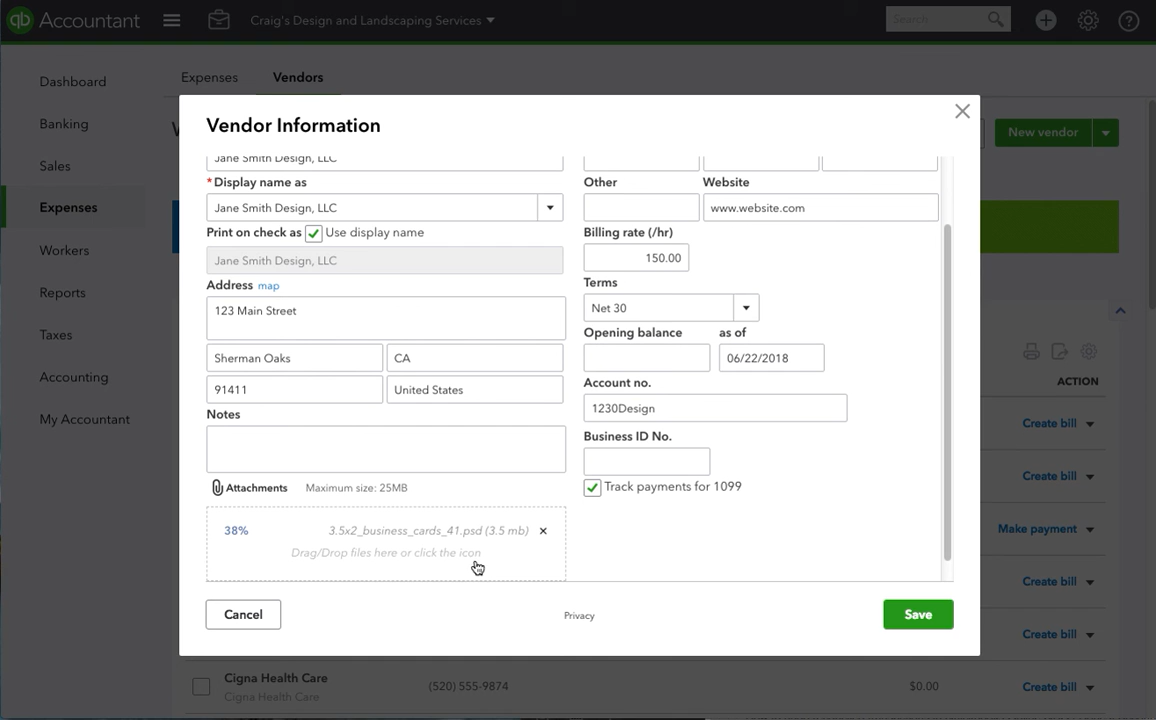 qb Accountant
Craig's Design and Landscaping Services
Search
Dashboard
Banking
Sales
Expenses
Workers
Reports
Taxes
Accounting
My Accountant
Expenses
Vendors
New vendor
ACTION
Create bill
Create bill
Make payment
Create bill
Create bill
Create bill
Vendor Information
Jane Smith Design, LLC
*Display name as
Jane Smith Design, LLC
Print on check as Use display name
Jane Smith Design, LLC
Address map
123 Main Street
Sherman Oaks
CA
91411
United States
Notes
Attachments Maximum size: 25MB
38% 3.5x2_business_cards_41.psd (3.5 mb)
Drag/Drop files here or click the icon
Other
Website
www.website.com
Billing rate (/hr)
150.00
Terms
Net 30
Opening balance
as of
06/22/2018
Account no.
1230Design
Business ID No.
Track payments for 1099
Cancel
Privacy
Save
Cigna Health Care
Cigna Health Care
(520) 555-9874
$0.00